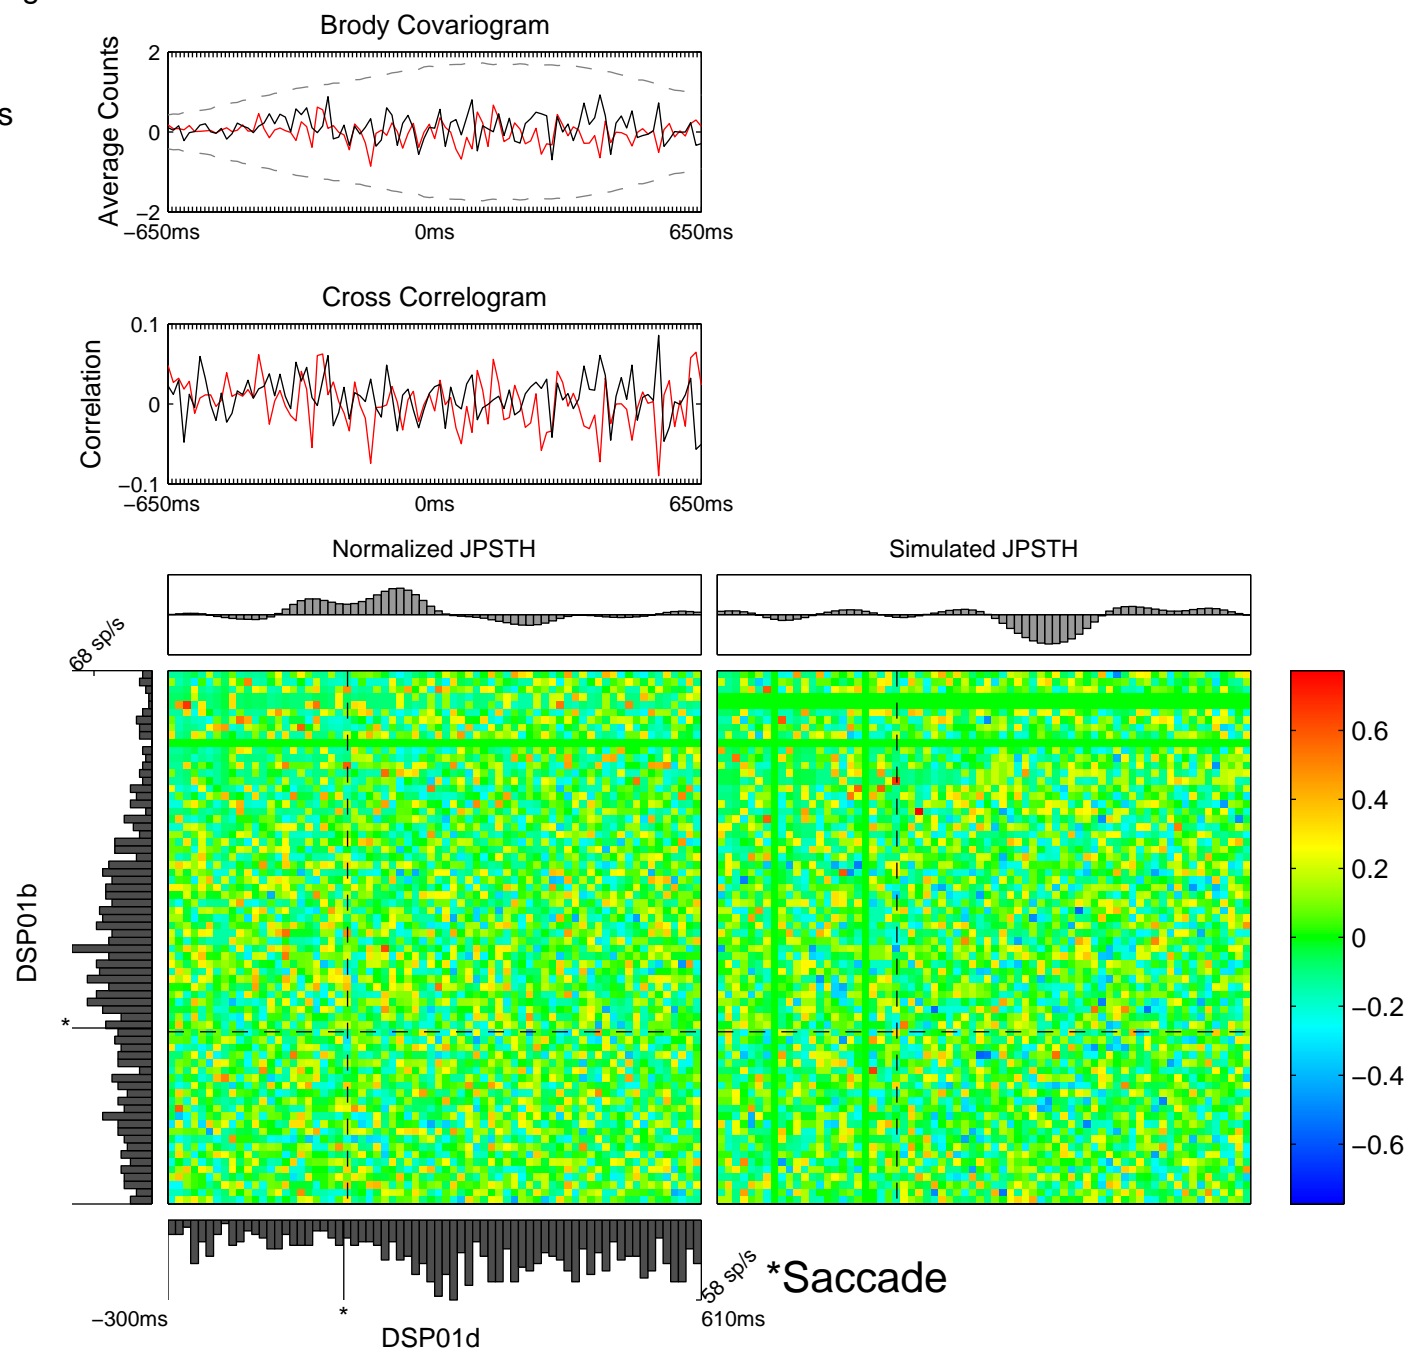 g
Brody Covariogram
s
Average Counts
2
0
−2
−650ms 0ms 650ms
Cross Correlogram
Correlation
0.1
0
−0.1
−650ms 0ms 650ms
Normalized JPSTH Simulated JPSTH
68 sp/s
DSP01b
*
0.6
0.4
0.2
0
−0.2
−0.4
−0.6
58 sp/s
*Saccade
−300ms * 610ms
DSP01d